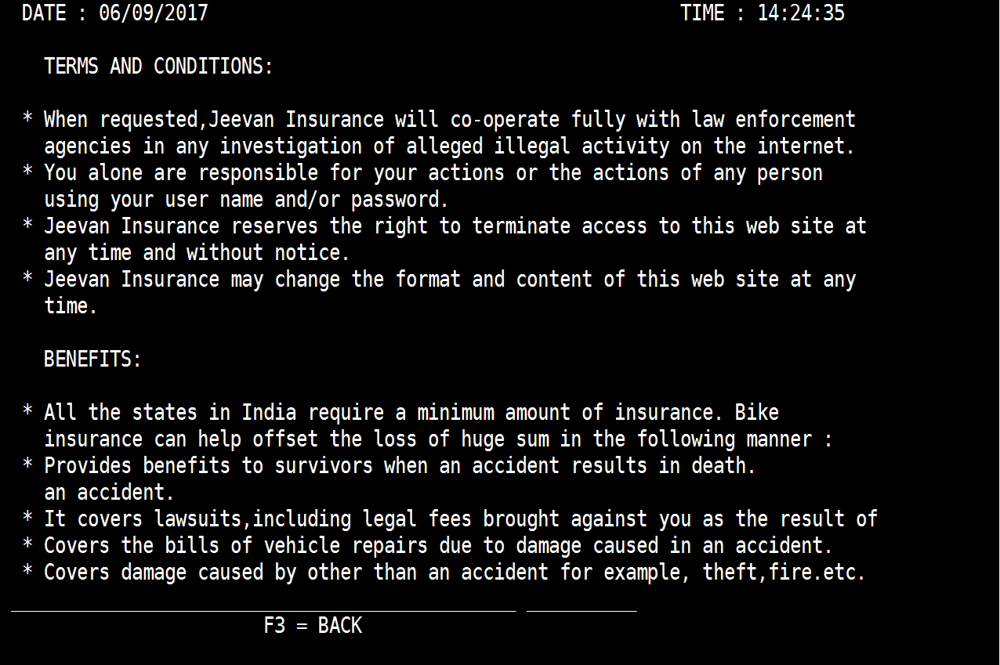 DATE : 06/09/2017 TIME : 14:24:35
TERMS AND CONDITIONS:
* When requested,Jeevan Insurance will co-operate fully with law enforcement
agencies in any investigation of alleged illegal activity on the internet.
* You alone are responsible for your actions or the actions of any person
using your user name and/or password.
* Jeevan Insurance reserves the right to terminate access to this web site at
any time and without notice.
* Jeevan Insurance may change the format and content of this web site at any
time.
BENEFITS:
* All the states in India require a minimum amount of insurance. Bike
insurance can help offset the loss of huge sum in the following manner :
* Provides benefits to survivors when an accident results in death.
an accident.
* It covers lawsuits,including legal fees brought against you as the result of
* Covers the bills of vehicle repairs due to damage caused in an accident.
* Covers damage caused by other than an accident for example, theft,fire.etc.
F3 = BACK